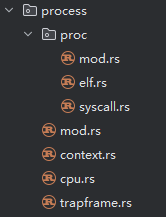 process
proc
mod.rs
elf.rs
syscall.rs
mod.rs
context.rs
cpu.rs
trapframe.rs